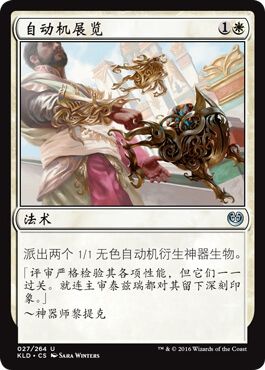 自动机展览 1
法术
派出两个 1/1 无色自动机衍生神器生物。
「评审严格检验其各项性能，但它们一一
过关。就连主审泰兹瑞都对其留下深刻印
象。」
～神器师黎提克
027/264 U
KLD • CS SARA WINTERS
™ & © 2016 Wizards of the Coast